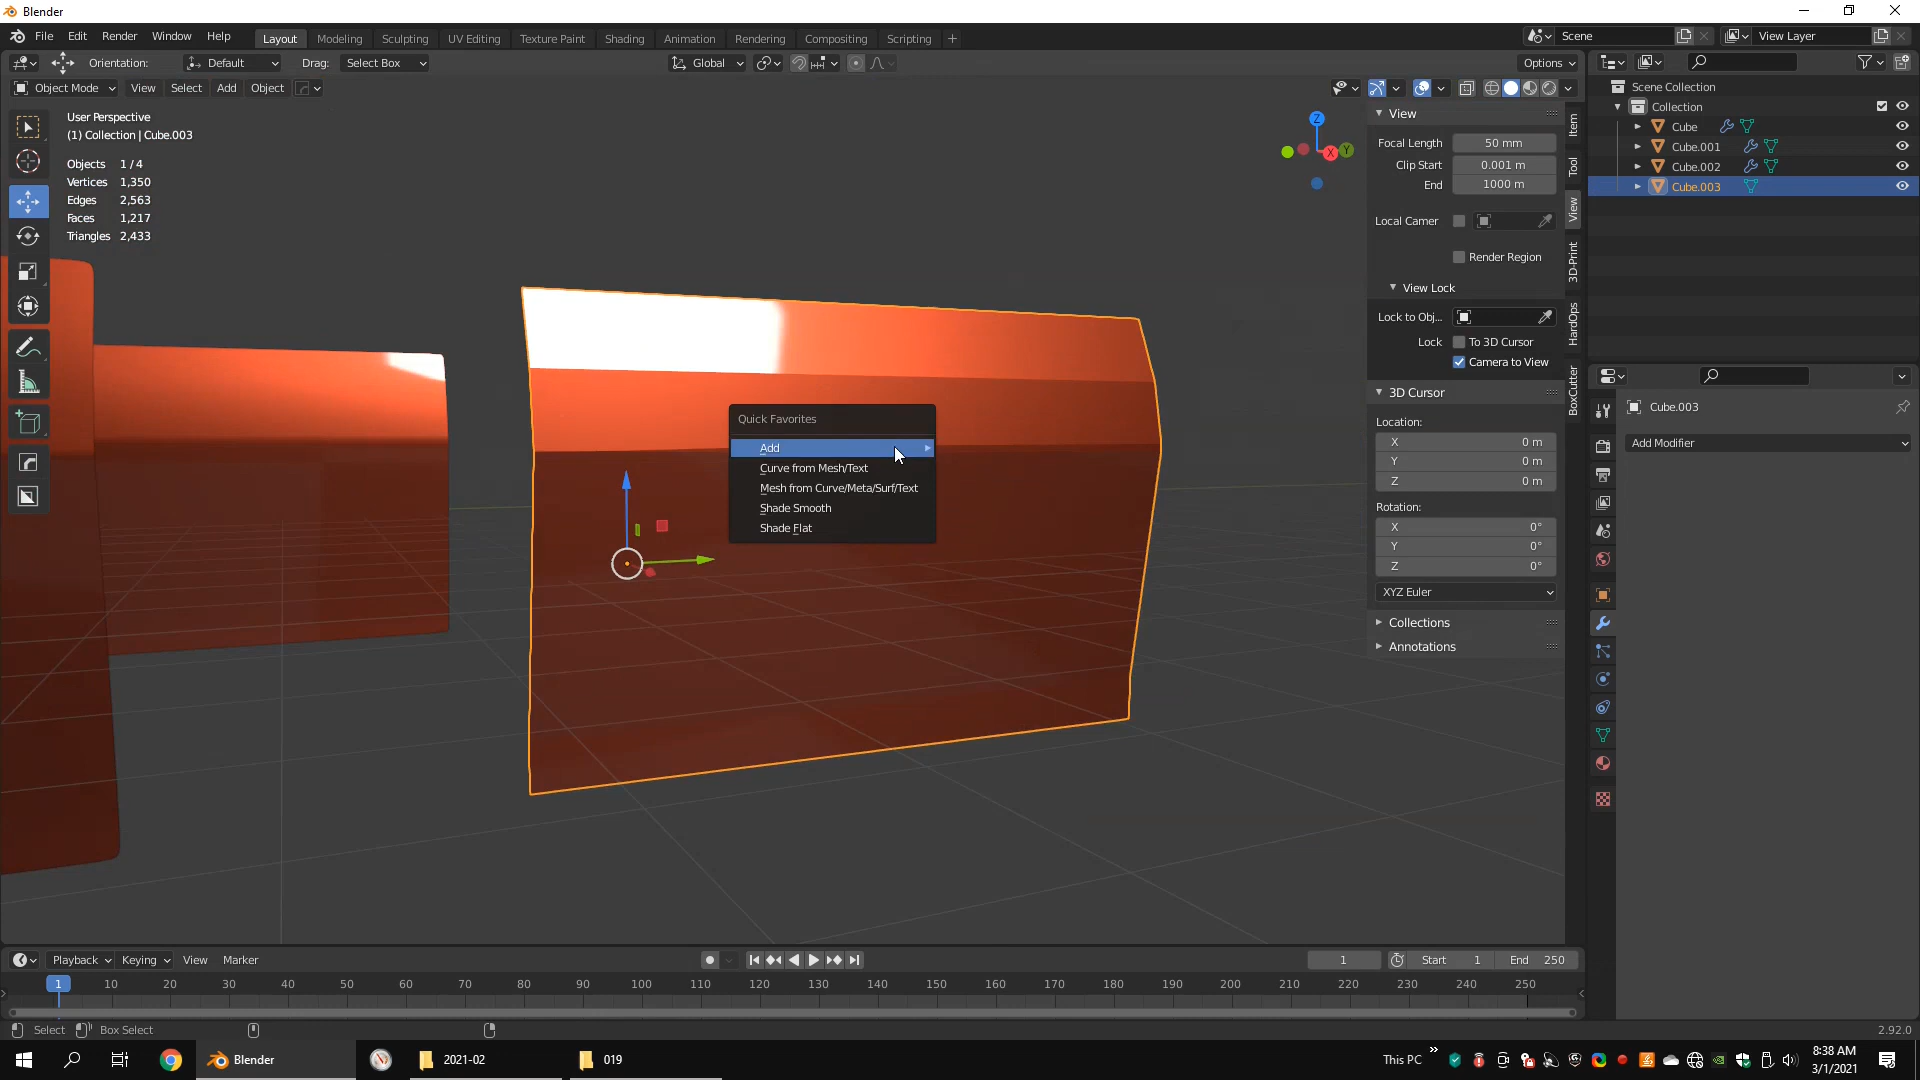 Blender
File Edit Render Window Help
Layout Modeling Sculpting UV Editing Texture Paint Shading Animation Rendering Compositing Scripting +
Scene
View Layer
Orientation: Default Drag: Select Box
Global
Options
Object Mode View Select Add Object
User Perspective
(1) Collection | Cube.003
Objects 1/4
Vertices 1,350
Edges 2,563
Faces 1,217
Triangles 2,433
Z
X
Y
Quick Favorites
Add
Curve from Mesh/Text
Mesh from Curve/Meta/Surf/Text
Shade Smooth
Shade Flat
View
Focal Length 50 mm
Clip Start 0.001 m
End 1000 m
Local Camer
Render Region
View Lock
Lock to Obj...
Lock To 3D Cursor
Camera to View
3D Cursor
Location:
X 0 m
Y 0 m
Z 0 m
Rotation:
X 0°
Y 0°
Z 0°
XYZ Euler
Collections
Annotations
Item
Tool
View
3D-Print
HardOps
BoxCutter
Scene Collection
Collection
Cube
Cube.001
Cube.002
Cube.003
Cube.003
Add Modifier
Playback Keying View Marker
1 Start 1 End 250
1 10 20 30 40 50 60 70 80 90 100 110 120 130 140 150 160 170 180 190 200 210 220 230 240 250
Select Box Select
2.92.0
Blender
2021-02
019
This PC
8:38 AM
3/1/2021